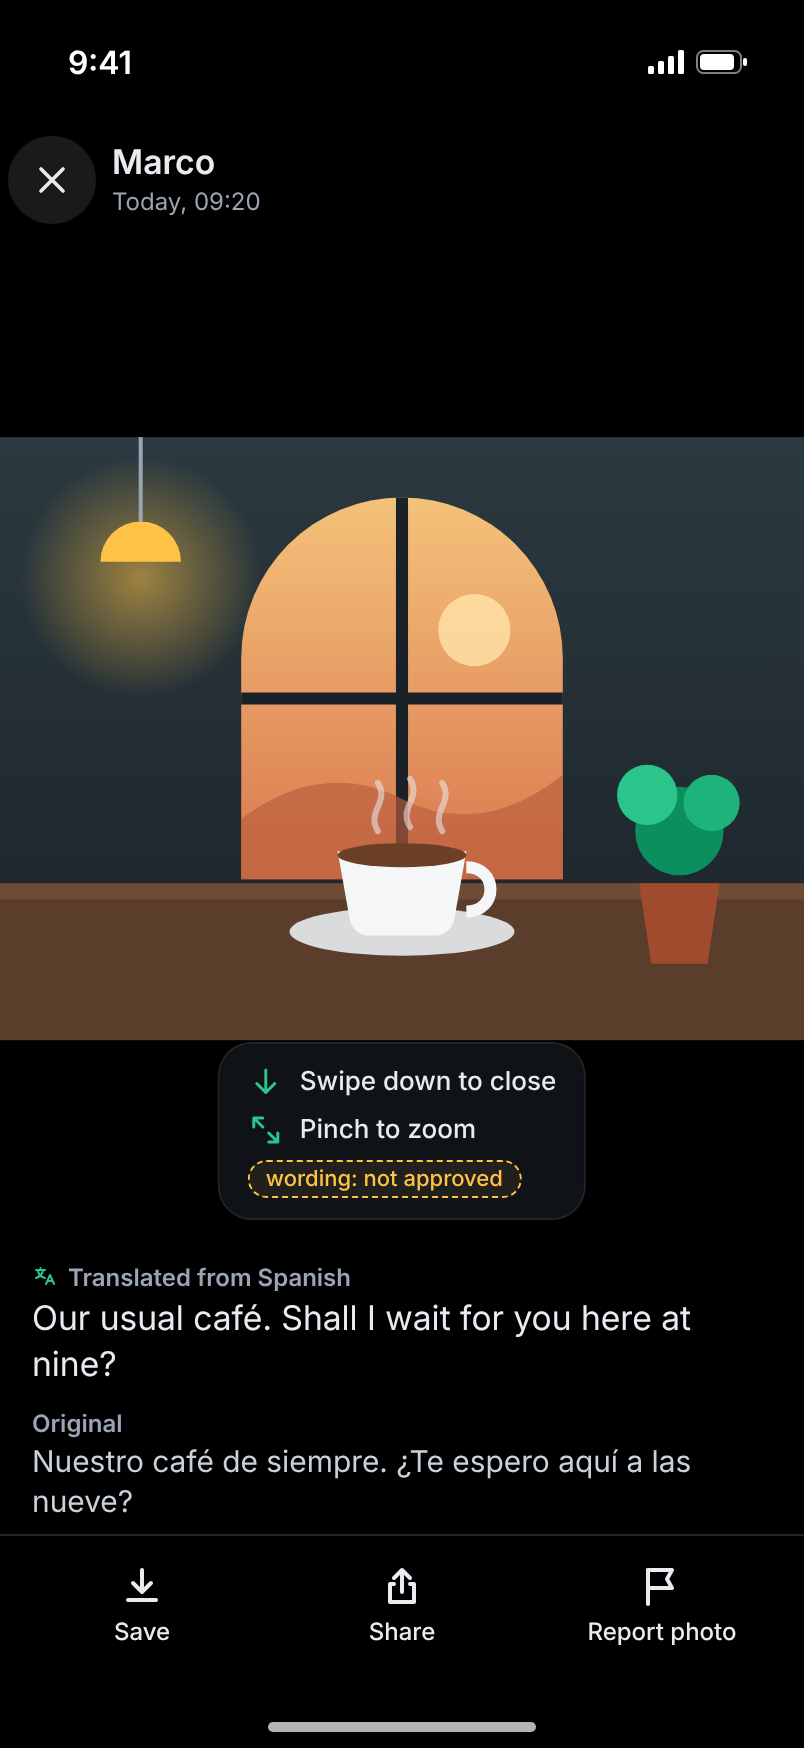 9:41
Marco
Today, 09:20
Swipe down to close
Pinch to zoom
wording: not approved
Translated from Spanish
Our usual café. Shall I wait for you here at
nine?
Original
Nuestro café de siempre. ¿Te espero aquí a las
nueve?
Save
Share
Report photo